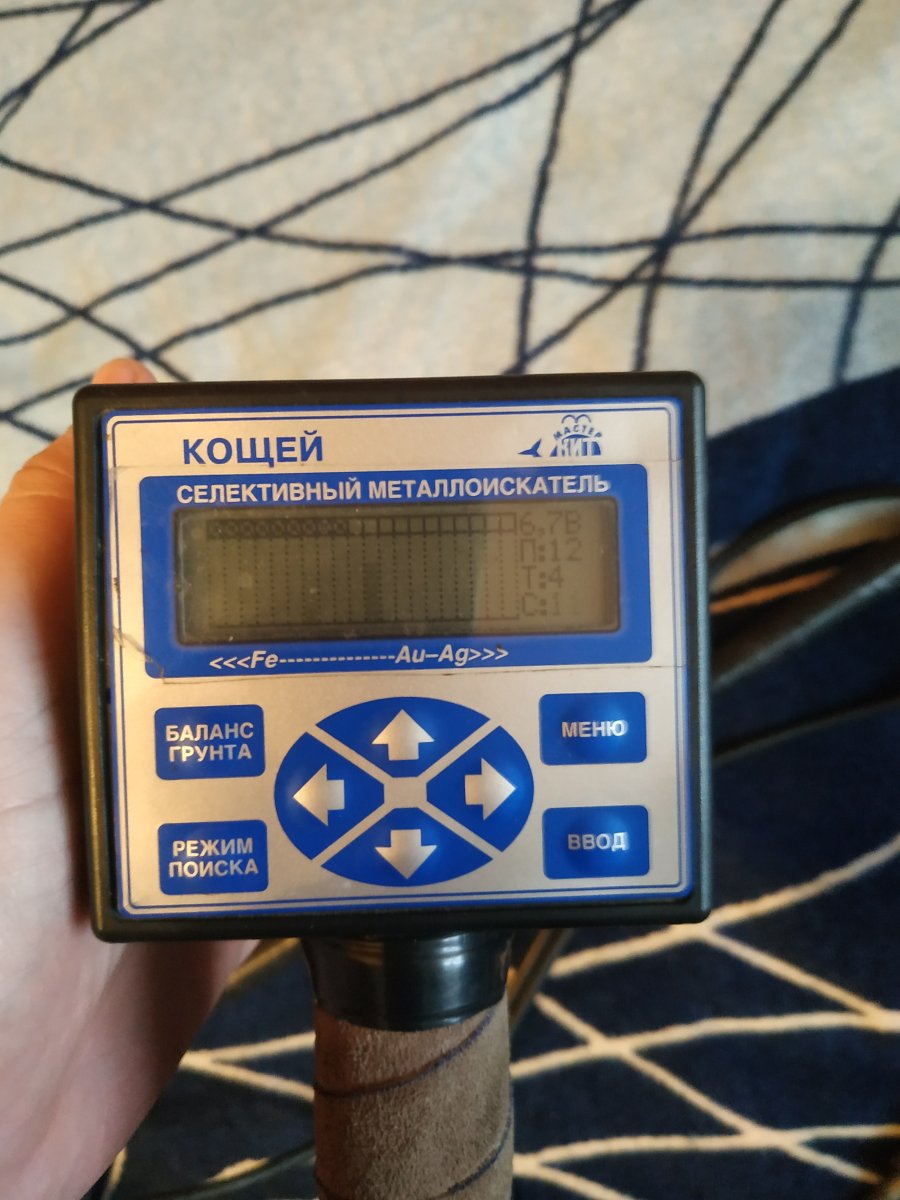 КОЩЕЙ
МАСТЕР
КИТ
СЕЛЕКТИВНЫЙ МЕТАЛЛОИСКАТЕЛЬ
6,7В
П:12
Т:4
С:1
<<<Fe--------------Au–Ag>>>
БАЛАНС
ГРУНТА
МЕНЮ
РЕЖИМ
ПОИСКА
ВВОД